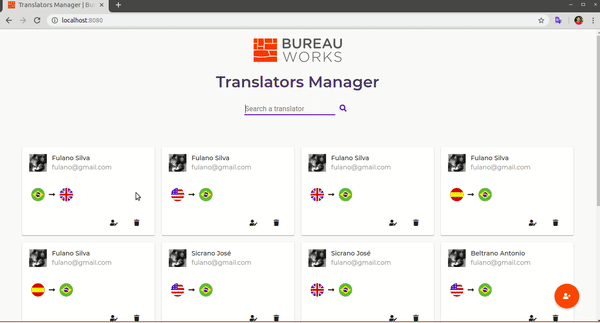 Translators Manager | Bur
localhost:8080
BUREAU
WORKS
Translators Manager
Search a translator
Fulano Silva
fulano@gmail.com
Fulano Silva
fulano@gmail.com
Fulano Silva
fulano@gmail.com
Fulano Silva
fulano@gmail.com
Fulano Silva
fulano@gmail.com
Sicrano José
fulano@gmail.com
Sicrano José
fulano@gmail.com
Beltrano Antonio
fulano@gmail.com